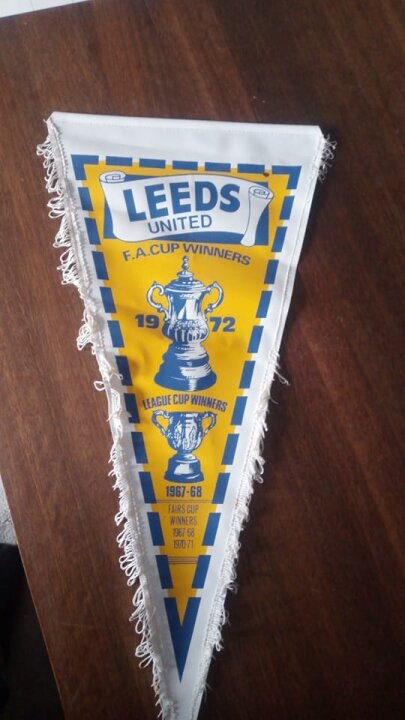 LEEDS
UNITED
F.A.CUP WINNERS
19 72
LEAGUE CUP WINNERS
1967-68
FAIRS CUP
WINNERS
1967-68
1970-71